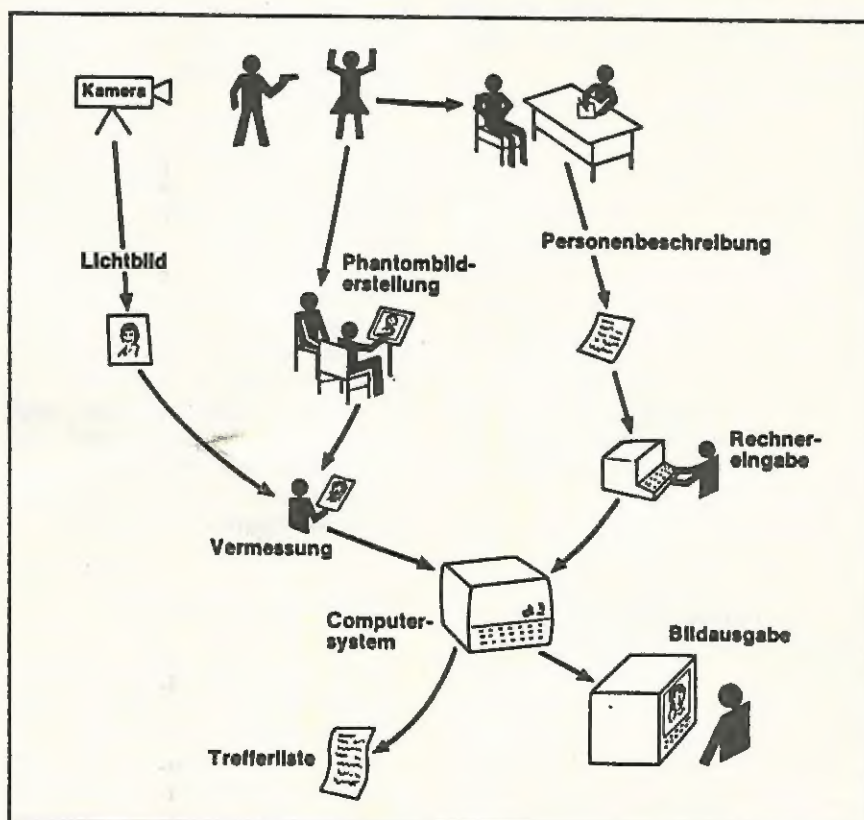 Kamera
Lichtbild
Phantombild-
erstellung
Personenbeschreibung
Rechner-
eingabe
Vermessung
Computer-
system
Bildausgabe
Trefferliste